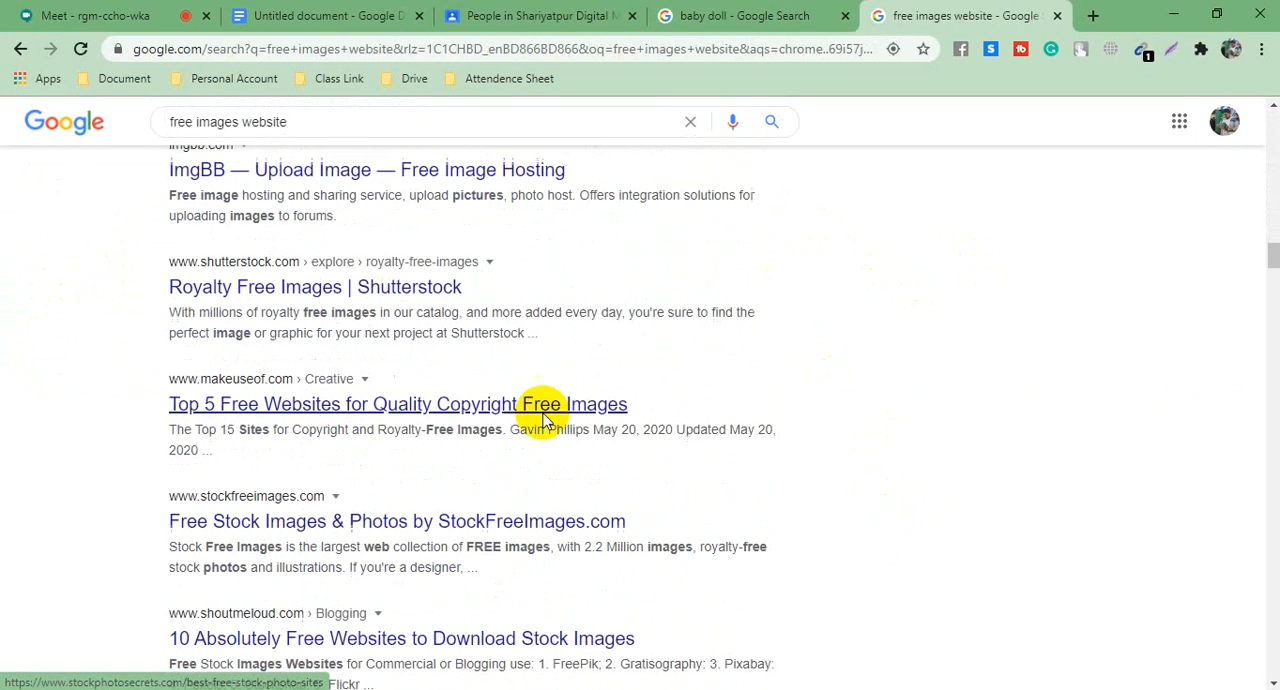 Meet - rgm-ccho-wka
Untitled document - Google D
People in Shariyatpur Digital M
baby doll - Google Search
free images website - Google
google.com/search?q=free+images+website&rlz=1C1CHBD_enBD866BD866&oq=free+images+website&aqs=chrome..69i57j...
1
Apps
Document
Personal Account
Class Link
Drive
Attendence Sheet
Google
free images website
imgbb.com
ImgBB — Upload Image — Free Image Hosting
Free image hosting and sharing service, upload pictures, photo host. Offers integration solutions for
uploading images to forums.
www.shutterstock.com › explore › royalty-free-images
Royalty Free Images | Shutterstock
With millions of royalty free images in our catalog, and more added every day, you're sure to find the
perfect image or graphic for your next project at Shutterstock ...
www.makeuseof.com › Creative
Top 5 Free Websites for Quality Copyright Free Images
The Top 15 Sites for Copyright and Royalty-Free Images. Gavin Phillips May 20, 2020 Updated May 20,
2020 ...
www.stockfreeimages.com
Free Stock Images & Photos by StockFreeImages.com
Stock Free Images is the largest web collection of FREE images, with 2.2 Million images, royalty-free
stock photos and illustrations. If you're a designer, ...
www.shoutmeloud.com › Blogging
10 Absolutely Free Websites to Download Stock Images
Free Stock Images Websites for Commercial or Blogging use: 1. FreePik; 2. Gratisography: 3. Pixabay:
Flickr ...
https://www.stockphotosecrets.com/best-free-stock-photo-sites